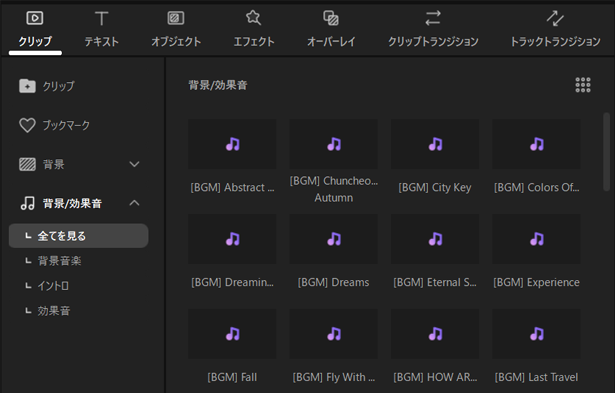 クリップ
テキスト
オブジェクト
エフェクト
オーバーレイ
クリップトランジション
トラックトランジション
クリップ
ブックマーク
背景
背景/効果音
全てを見る
背景音楽
イントロ
効果音
背景/効果音
[BGM] Abstract ...
[BGM] Chuncheo...
Autumn
[BGM] City Key
[BGM] Colors Of...
[BGM] Dreamin...
[BGM] Dreams
[BGM] Eternal S...
[BGM] Experience
[BGM] Fall
[BGM] Fly With ...
[BGM] HOW AR...
[BGM] Last Travel